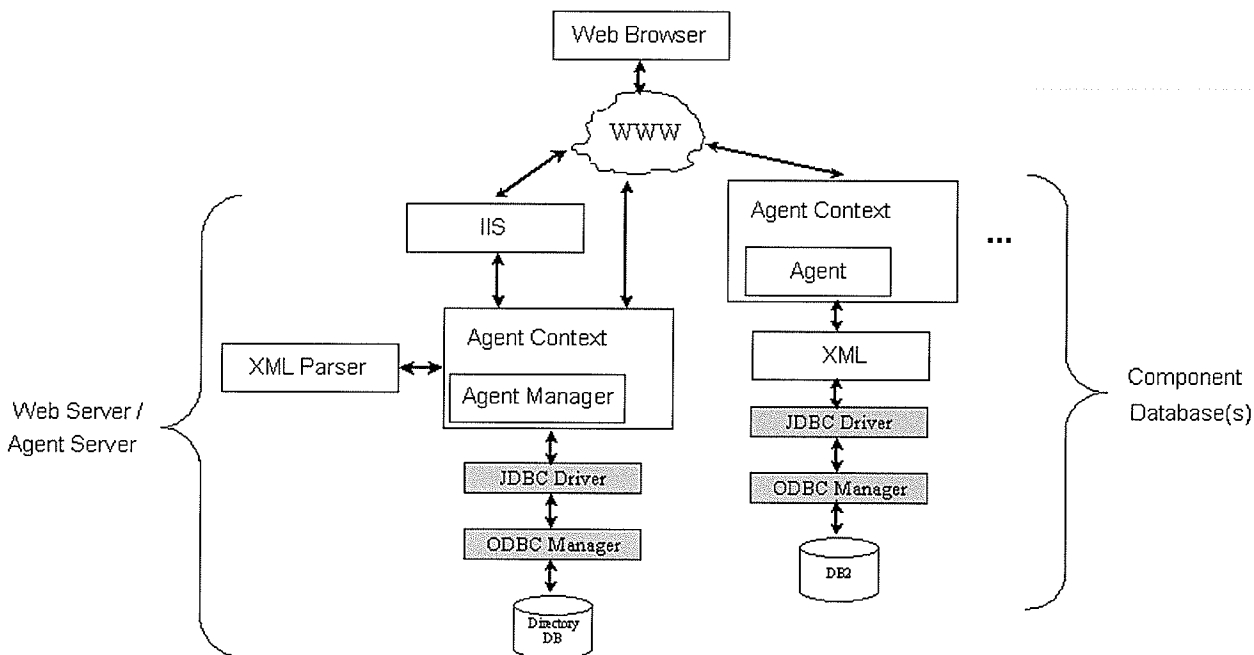 Web Browser
WWW
IIS
Agent Context
Agent
...
XML Parser
Agent Context
Agent Manager
XML
Web Server /
Agent Server
Component
Database(s)
JDBC Driver
JDBC Driver
ODBC Manager
ODBC Manager
Directory
DB
DB2